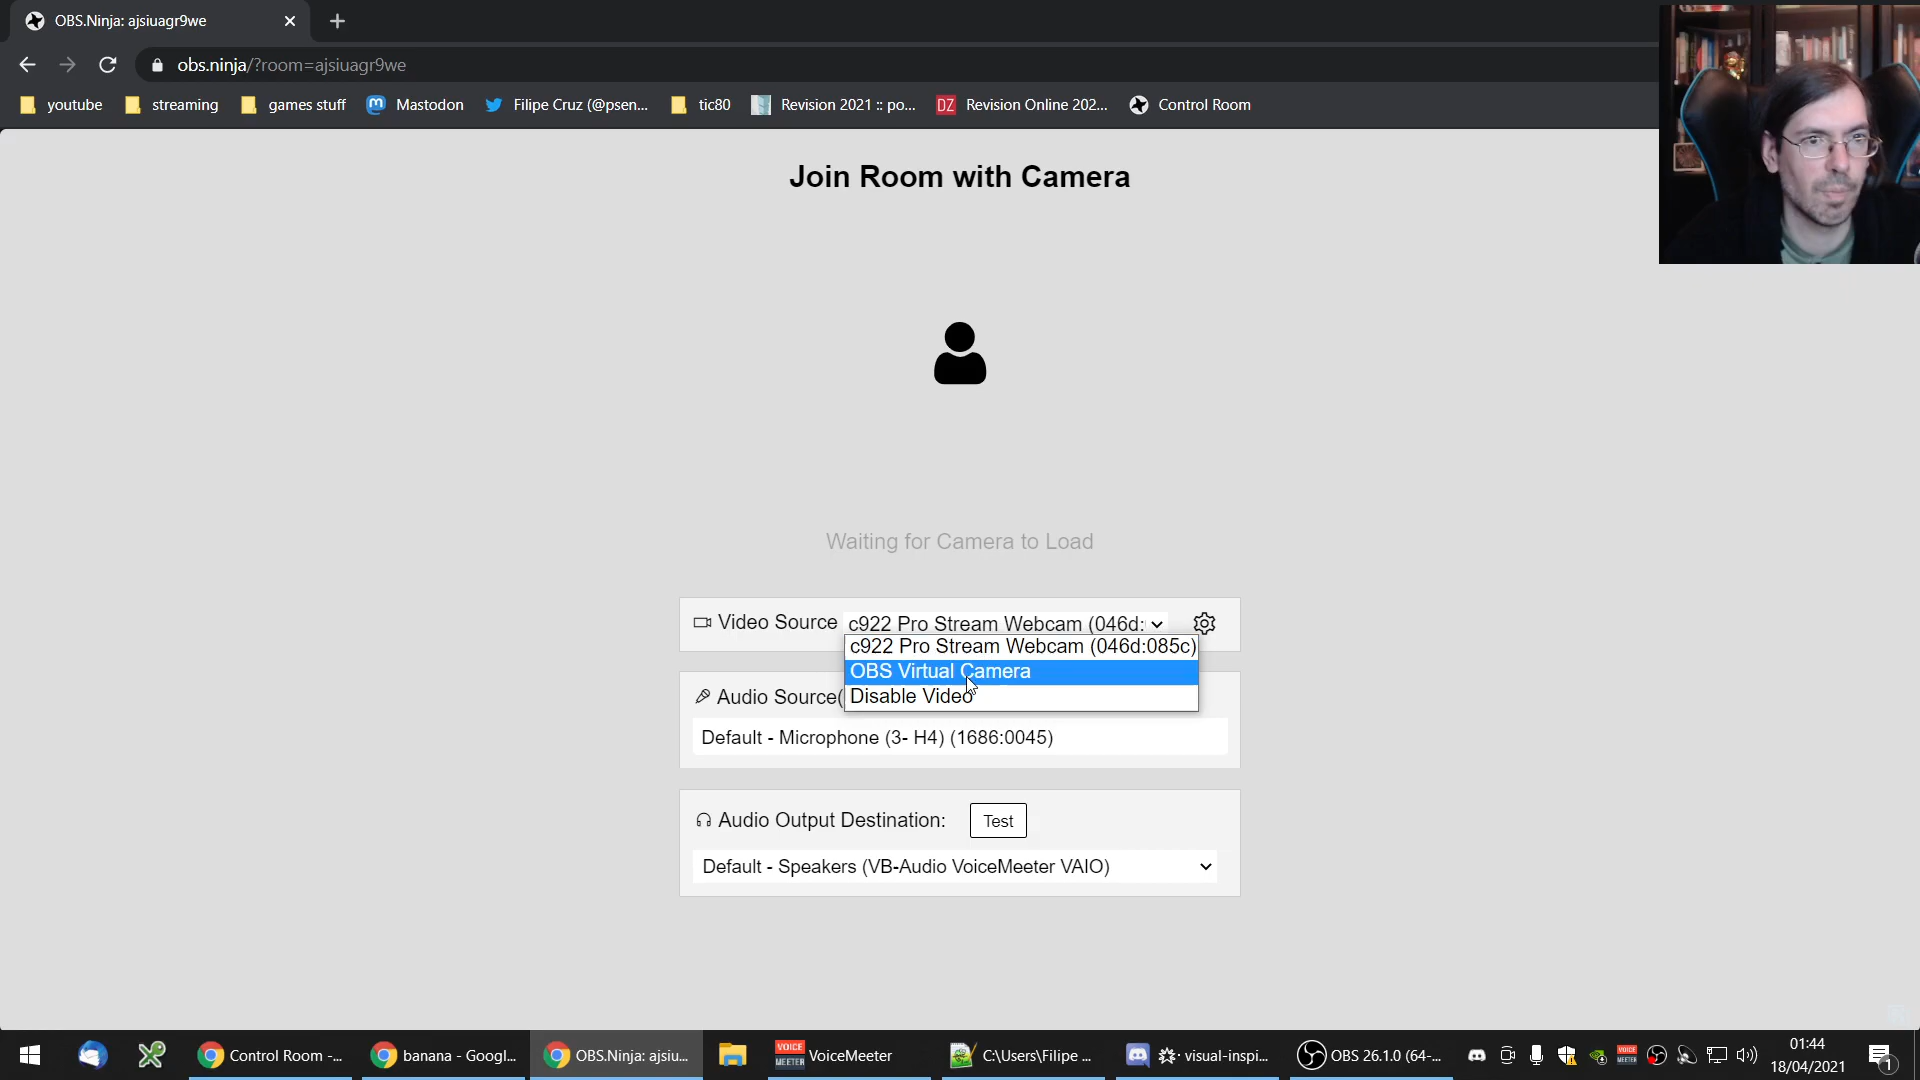 OBS.Ninja: ajsiuagr9we
obs.ninja/?room=ajsiuagr9we
youtube
streaming
games stuff
Mastodon
Filipe Cruz (@psen...
tic80
Revision 2021 :: po...
DZ
Revision Online 202...
Control Room
Join Room with Camera
Waiting for Camera to Load
Video Source
c922 Pro Stream Webcam (046d:
c922 Pro Stream Webcam (046d:085c)
OBS Virtual Camera
Disable Video
Audio Source(
Default - Microphone (3- H4) (1686:0045)
Audio Output Destination:
Test
Default - Speakers (VB-Audio VoiceMeeter VAIO)
Control Room -...
banana - Googl...
OBS.Ninja: ajsiu...
VOICE MEETER
VoiceMeeter
C:\Users\Filipe ...
visual-inspi...
OBS 26.1.0 (64-...
01:44
18/04/2021
1